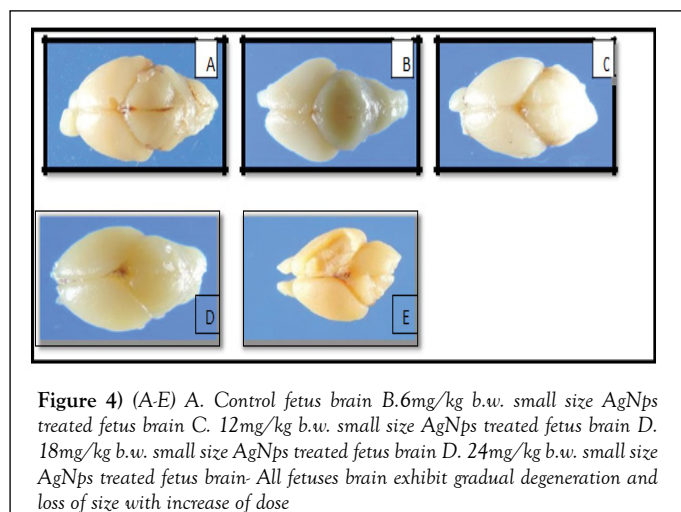 A
B
C
D
E
Figure 4) (A-E) A. Control fetus brain B.6mg/kg b.w. small size AgNps
treated fetus brain C. 12mg/kg b.w. small size AgNps treated fetus brain D.
18mg/kg b.w. small size AgNps treated fetus brain D. 24mg/kg b.w. small size
AgNps treated fetus brain- All fetuses brain exhibit gradual degeneration and
loss of size with increase of dose